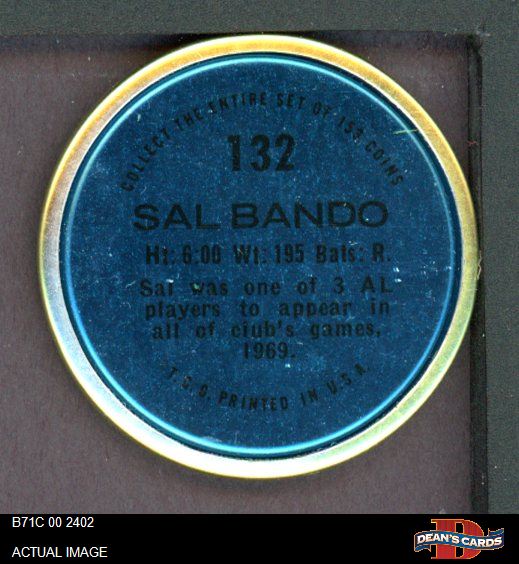 COLLECT THE ENTIRE SET OF 153 COINS
132
SAL BANDO
Ht: 6:00 Wt: 195 Bats: R.
Sal was one of 3 AL
players to appear in
all of club's games,
1969.
T.C.G. PRINTED IN U.S.A.
B71C 00 2402
ACTUAL IMAGE
D
DEAN'S CARDS